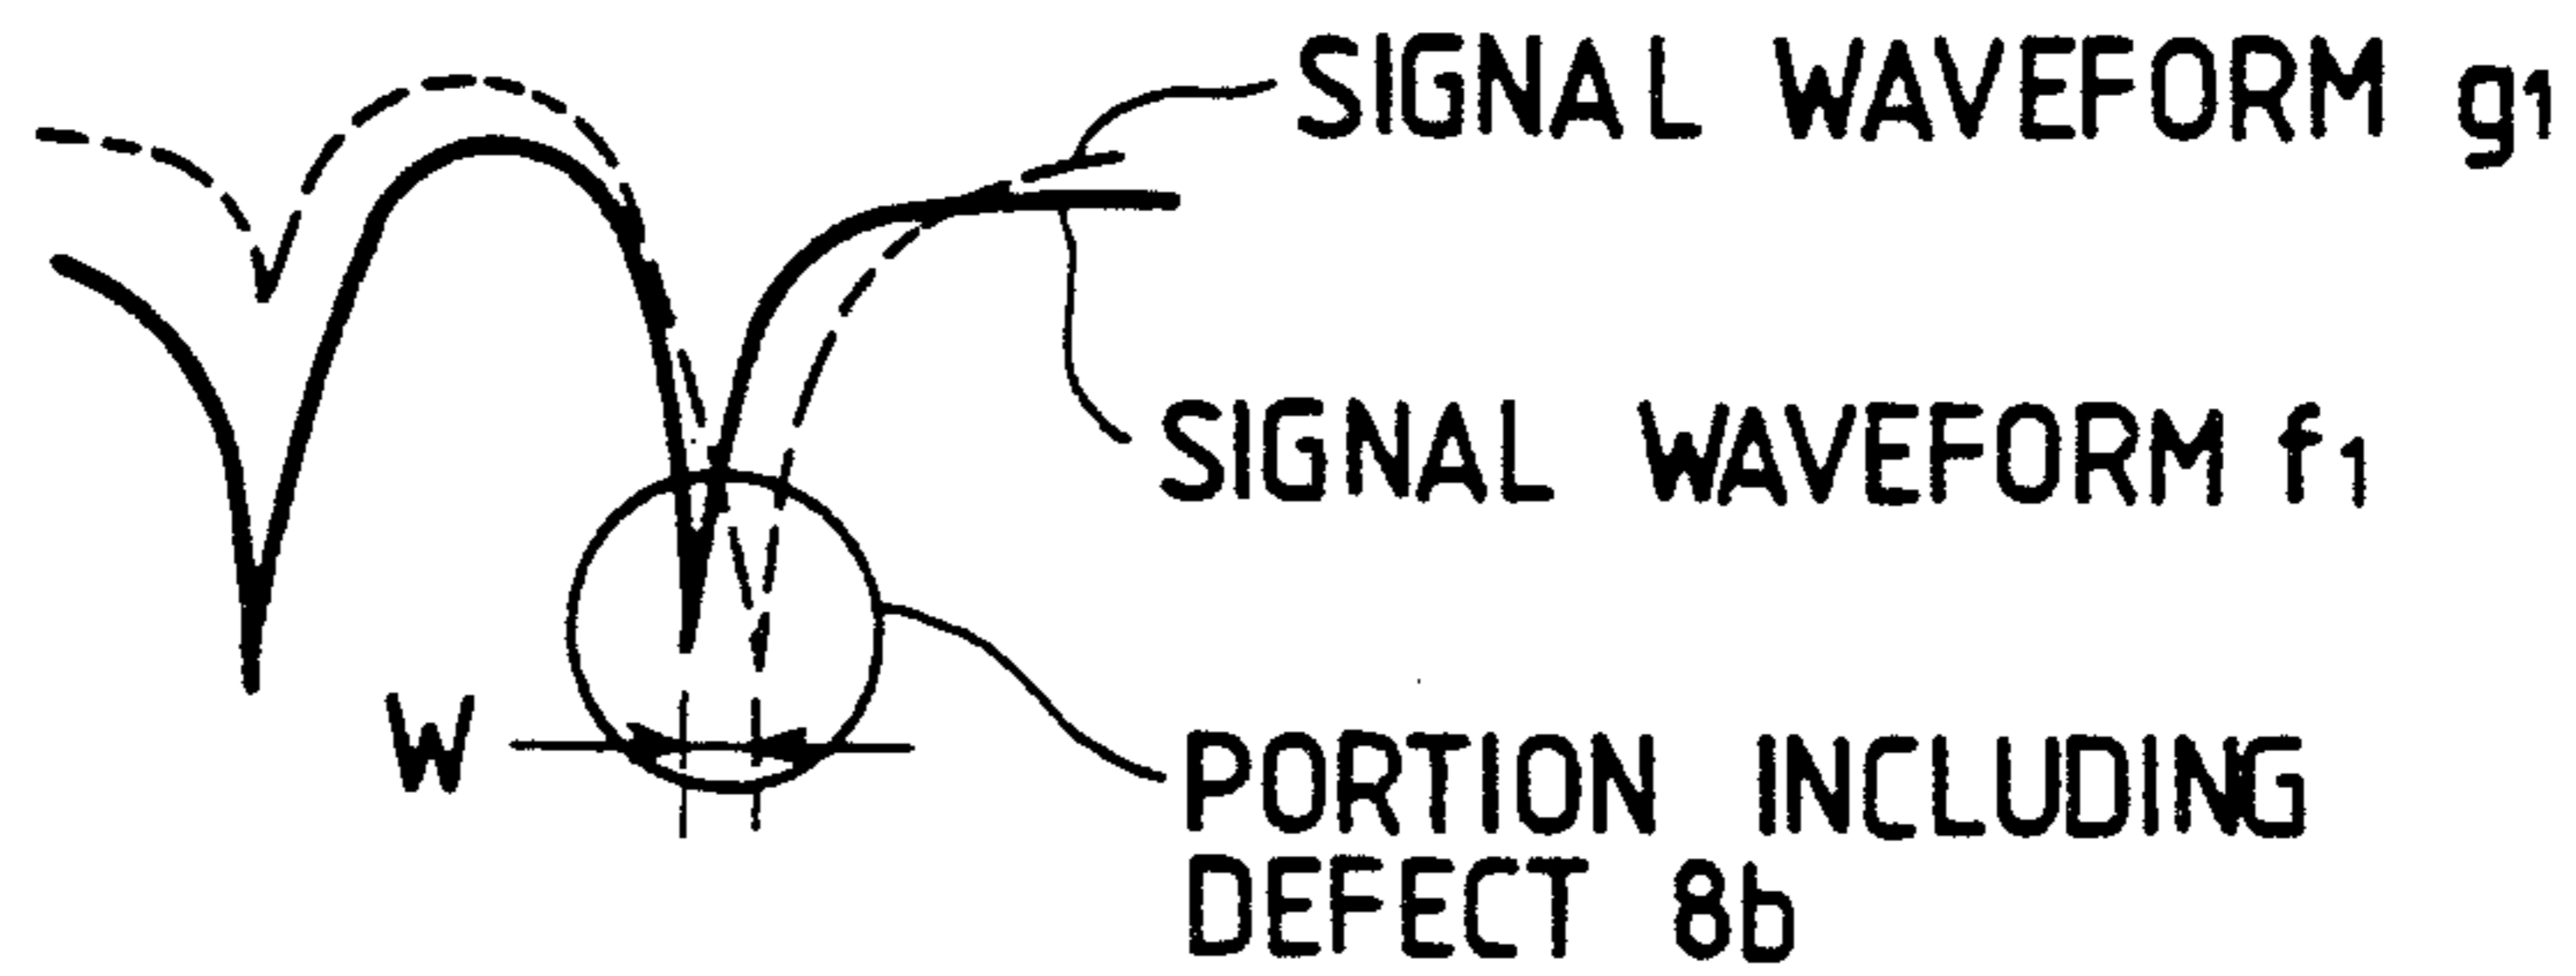 SIGNAL WAVEFORM g1
SIGNAL WAVEFORM f1
W
PORTION INCLUDING
DEFECT 8b